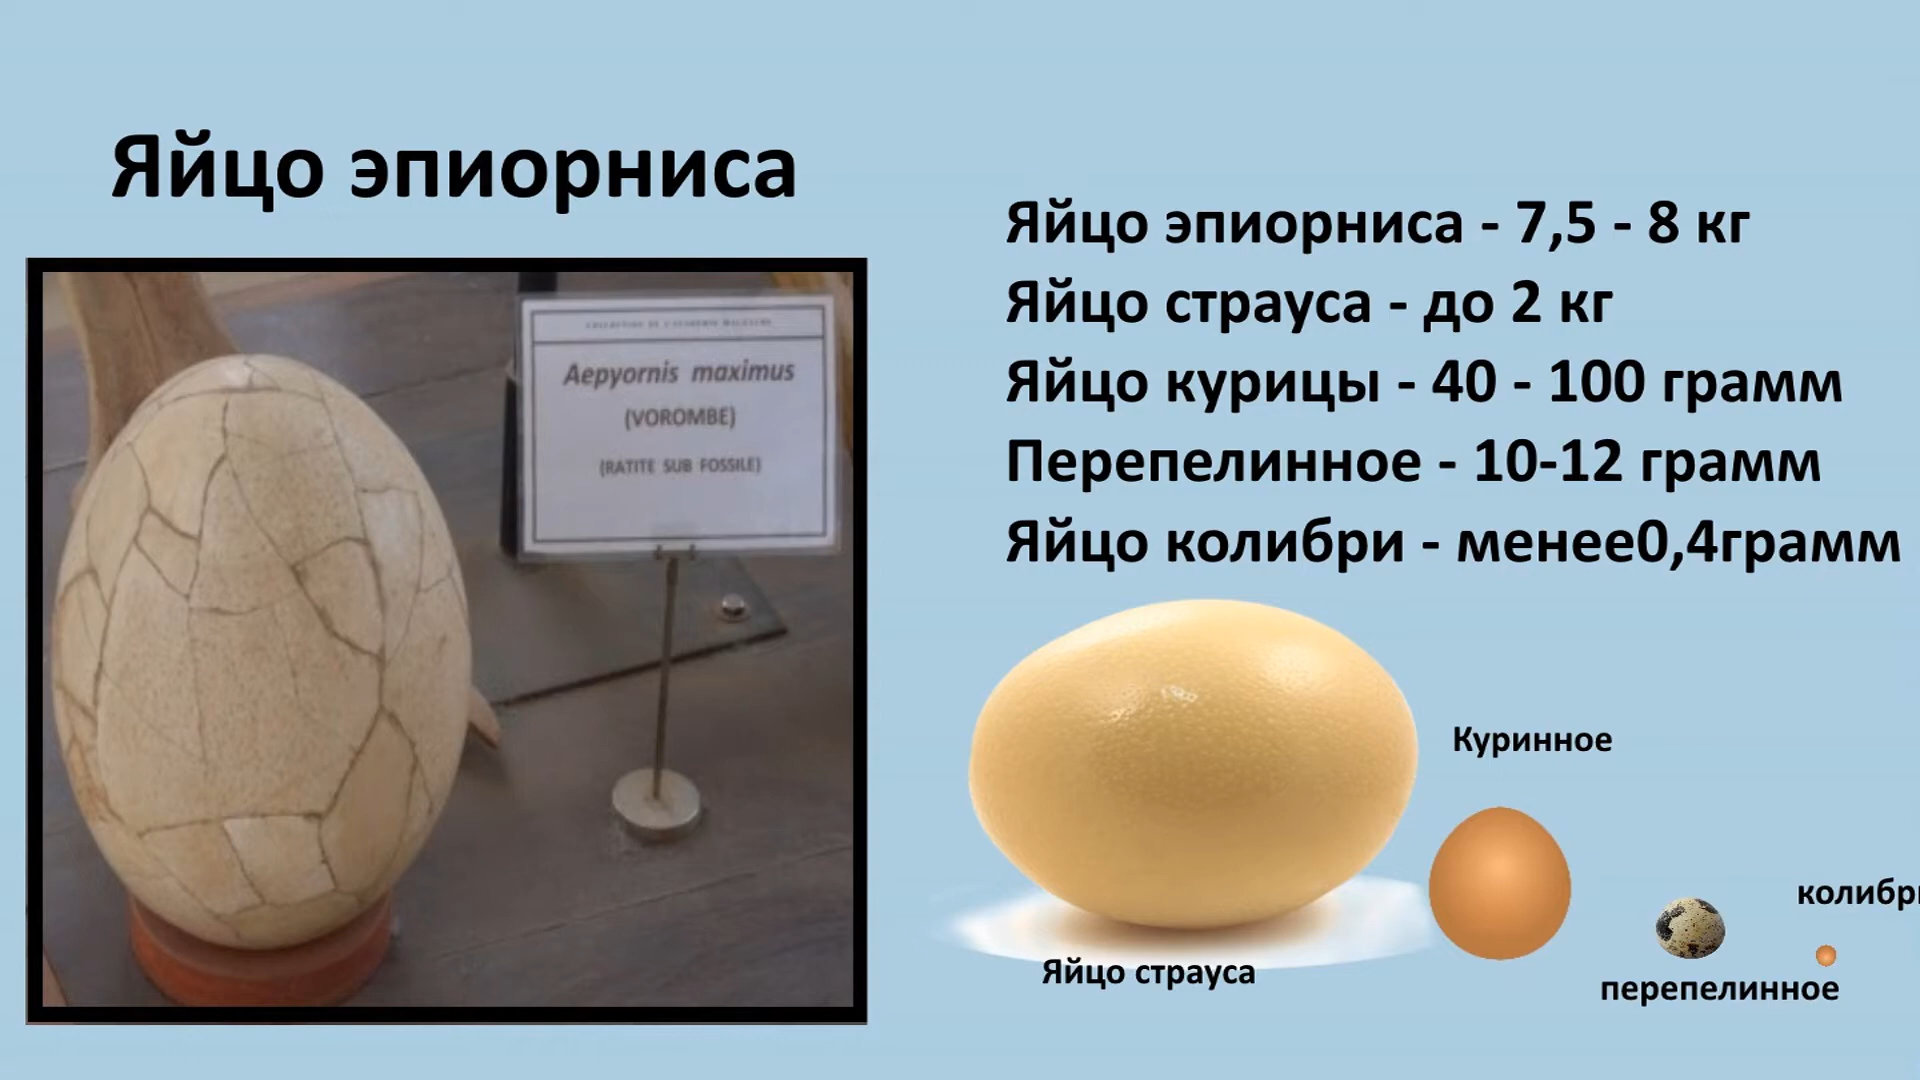 Яйцо эпиорниса
Aepyornis maximus
(VOROMBE)
(RATITE SUB FOSSILE)
Яйцо эпиорниса - 7,5 - 8 кг
Яйцо страуса - до 2 кг
Яйцо курицы - 40 - 100 грамм
Перепелинное - 10-12 грамм
Яйцо колибри - менее0,4грамм
Куринное
колибри
Яйцо страуса
перепелинное